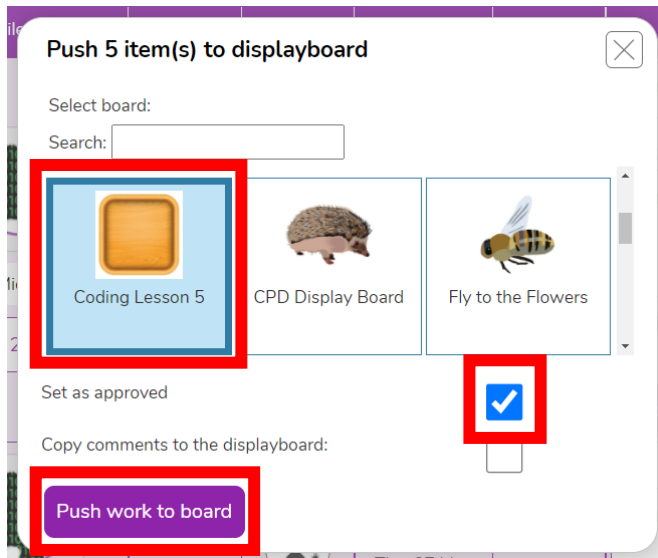 Push 5 item(s) to displayboard
Select board:
Search:
Coding Lesson 5
CPD Display Board
Fly to the Flowers
Set as approved
Copy comments to the displayboard:
Push work to board